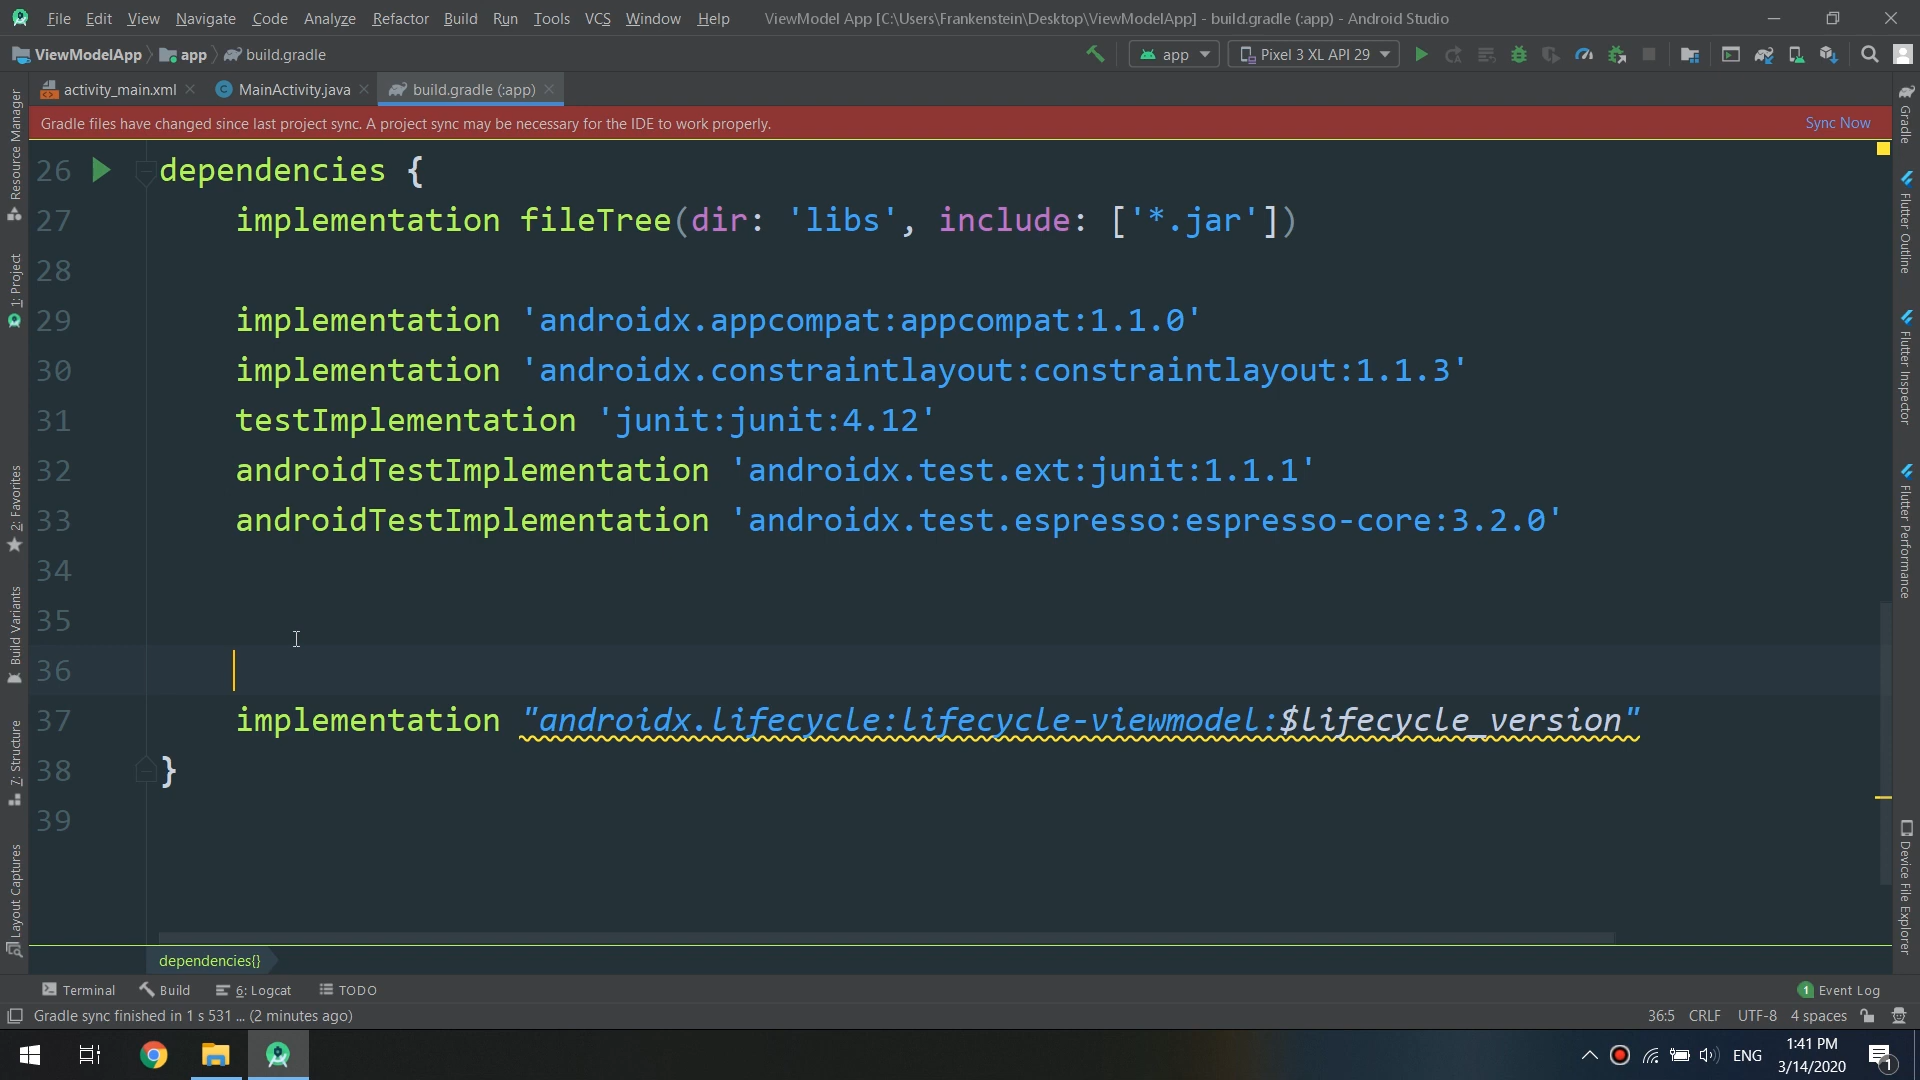 File Edit View Navigate Code Analyze Refactor Build Run Tools VCS Window Help ViewModel App [C:\Users\Frankenstein\Desktop\ViewModelApp] - build.gradle (:app) - Android Studio
ViewModelApp app build.gradle app Pixel 3 XL API 29
activity_main.xml MainActivity.java build.gradle (:app)
Gradle files have changed since last project sync. A project sync may be necessary for the IDE to work properly. Sync Now
26 dependencies {
27 implementation fileTree(dir: 'libs', include: ['*.jar'])
28
29 implementation 'androidx.appcompat:appcompat:1.1.0'
30 implementation 'androidx.constraintlayout:constraintlayout:1.1.3'
31 testImplementation 'junit:junit:4.12'
32 androidTestImplementation 'androidx.test.ext:junit:1.1.1'
33 androidTestImplementation 'androidx.test.espresso:espresso-core:3.2.0'
34
35
36
37 implementation "androidx.lifecycle:lifecycle-viewmodel:$lifecycle_version"
38 }
39
dependencies{}
Resource Manager
1: Project
2: Favorites
Build Variants
7: Structure
Layout Captures
Gradle
Flutter Outline
Flutter Inspector
Flutter Performance
Device File Explorer
Terminal Build 6: Logcat TODO 1 Event Log
Gradle sync finished in 1 s 531 ... (2 minutes ago) 36:5 CRLF UTF-8 4 spaces
ENG 1:41 PM
3/14/2020 1